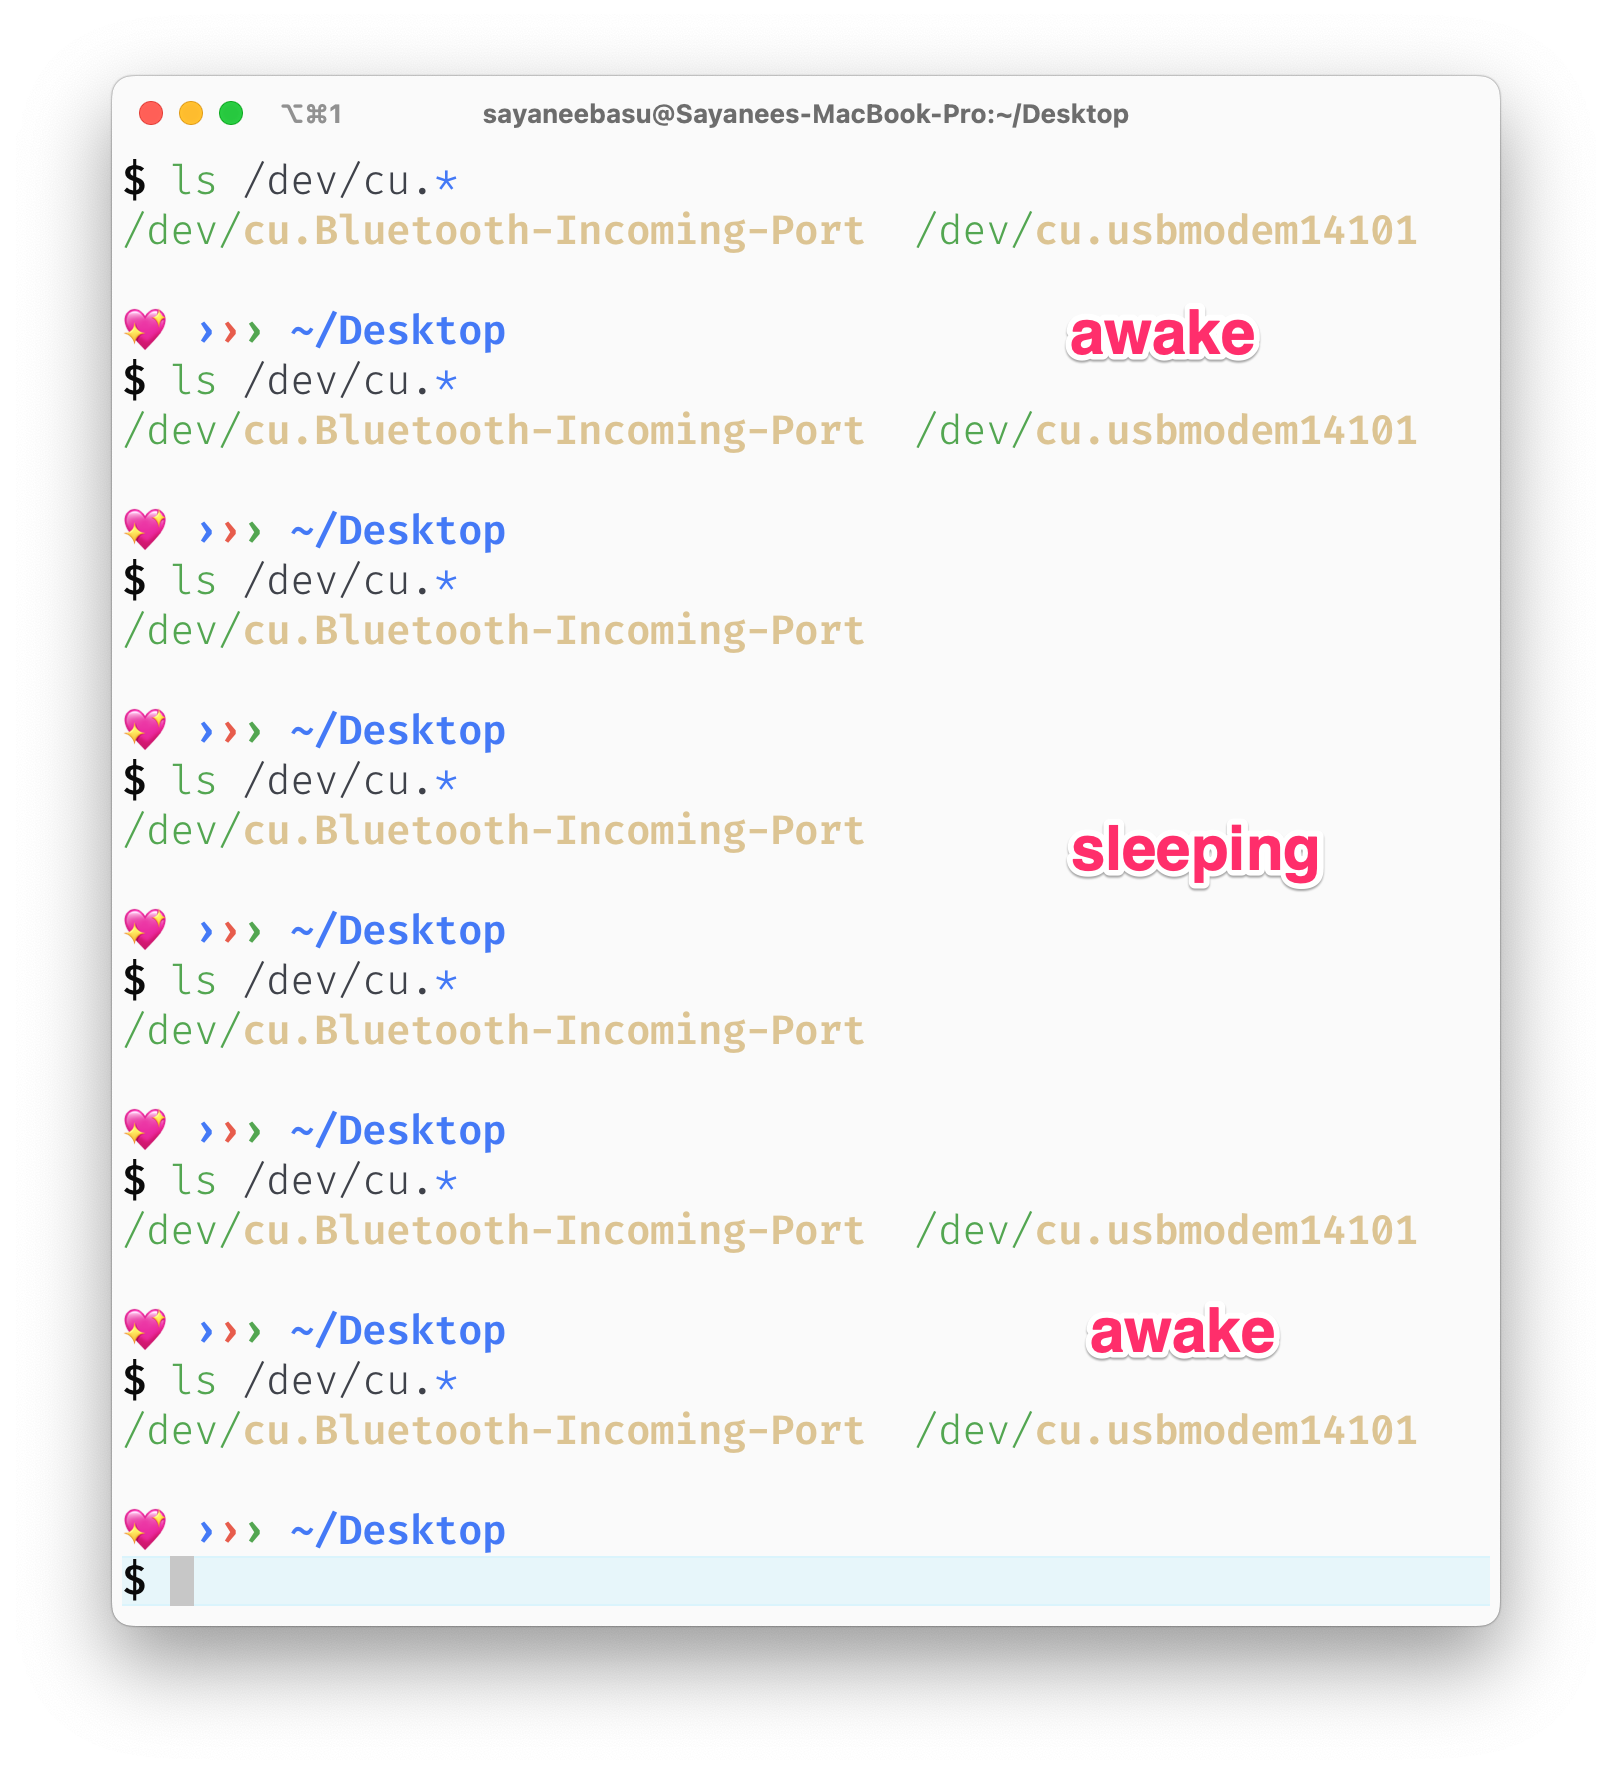 ⌥⌘1 sayaneebasu@Sayanees-MacBook-Pro:~/Desktop
$ ls /dev/cu.*
/dev/cu.Bluetooth-Incoming-Port /dev/cu.usbmodem14101
💖 ››› ~/Desktop
awake
$ ls /dev/cu.*
/dev/cu.Bluetooth-Incoming-Port /dev/cu.usbmodem14101
💖 ››› ~/Desktop
$ ls /dev/cu.*
/dev/cu.Bluetooth-Incoming-Port
💖 ››› ~/Desktop
$ ls /dev/cu.*
/dev/cu.Bluetooth-Incoming-Port
sleeping
💖 ››› ~/Desktop
$ ls /dev/cu.*
/dev/cu.Bluetooth-Incoming-Port
💖 ››› ~/Desktop
$ ls /dev/cu.*
/dev/cu.Bluetooth-Incoming-Port /dev/cu.usbmodem14101
💖 ››› ~/Desktop
awake
$ ls /dev/cu.*
/dev/cu.Bluetooth-Incoming-Port /dev/cu.usbmodem14101
💖 ››› ~/Desktop
$